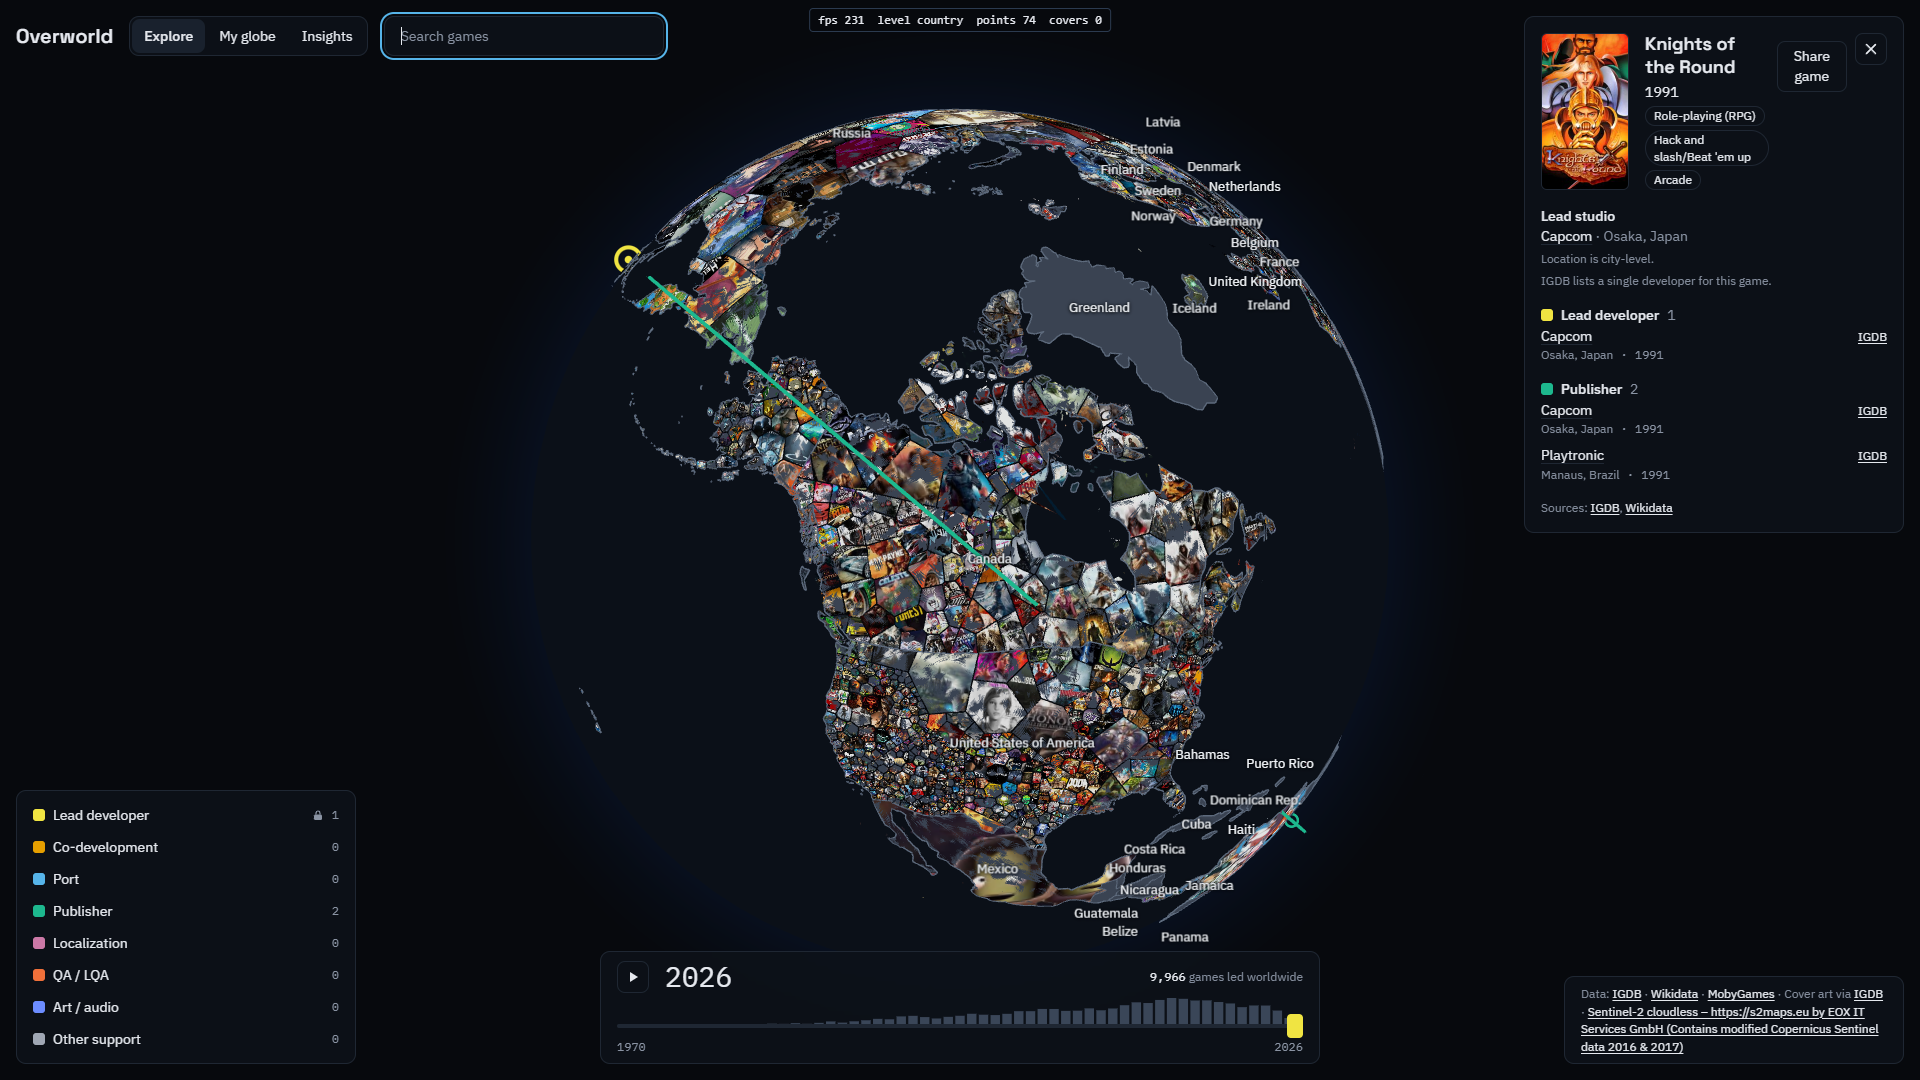 Overworld
Explore
My globe
Insights
Search games
fps 231 level country points 74 covers 0
Knights of
the Round
1991
Share
game
Role-playing (RPG)
Hack and
slash/Beat 'em up
Arcade
Lead studio
Capcom · Osaka, Japan
Location is city-level.
IGDB lists a single developer for this game.
Lead developer 1
Capcom IGDB
Osaka, Japan · 1991
Publisher 2
Capcom IGDB
Osaka, Japan · 1991
Playtronic IGDB
Manaus, Brazil · 1991
Sources: IGDB, Wikidata
Russia
Latvia
Estonia
Finland
Denmark
Sweden
Netherlands
Norway
Germany
Belgium
France
United Kingdom
Greenland
Iceland
Ireland
Canada
United States of America
Bahamas
Puerto Rico
Dominican Rep.
Cuba
Haiti
Costa Rica
Mexico
Honduras
Nicaragua
Jamaica
Guatemala
Belize
Panama
Lead developer 1
Co-development 0
Port 0
Publisher 2
Localization 0
QA / LQA 0
Art / audio 0
Other support 0
2026
9,966 games led worldwide
1970
2026
Data: IGDB · Wikidata · MobyGames · Cover art via IGDB
· Sentinel-2 cloudless – https://s2maps.eu by EOX IT
Services GmbH (Contains modified Copernicus Sentinel
data 2016 & 2017)